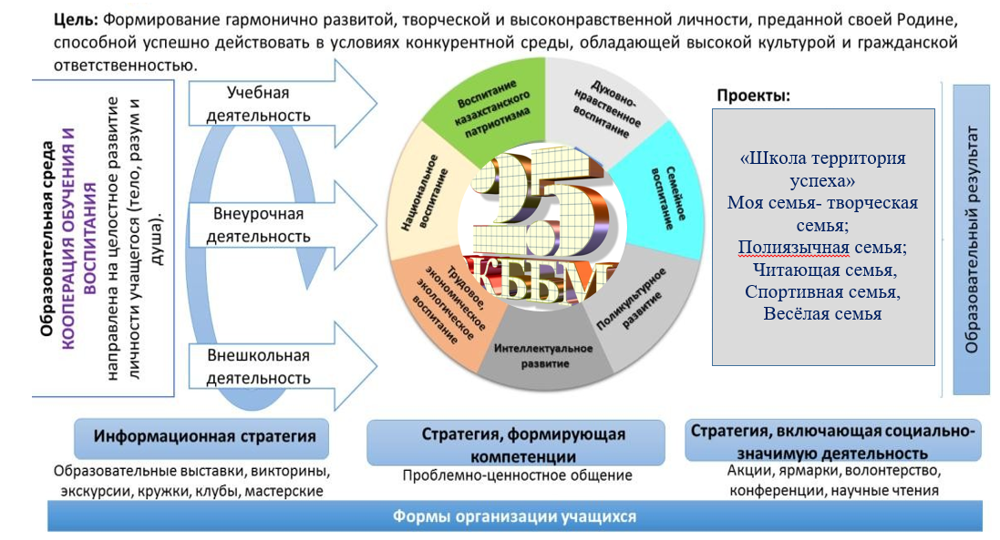 Цель: Формирование гармонично развитой, творческой и высоконравственной личности, преданной своей Родине,
способной успешно действовать в условиях конкурентной среды, обладающей высокой культурой и гражданской
ответственностью.
Образовательная среда
КООПЕРАЦИЯ ОБУЧЕНИЯ И
ВОСПИТАНИЯ
направлена на целостное развитие
личности учащегося (тело, разум и
душа).
Учебная
деятельность
Внеурочная
деятельность
Внешкольная
деятельность
Воспитание
казахстанского
патриотизма
Духовно-
нравственное
воспитание
Семейное
воспитание
Поликультурное
развитие
Интеллектуальное
развитие
Трудовое,
экономическое
экологическое
воспитание
Национальное
воспитание
25
КББМ
Проекты:
«Школа территория
успеха»
Моя семья- творческая
семья;
Полиязычная семья;
Читающая семья,
Спортивная семья,
Весёлая семья
Образовательный результат
Информационная стратегия
Образовательные выставки, викторины,
экскурсии, кружки, клубы, мастерские
Стратегия, формирующая
компетенции
Проблемно-ценностное общение
Стратегия, включающая социально-
значимую деятельность
Акции, ярмарки, волонтерство,
конференции, научные чтения
Формы организации учащихся